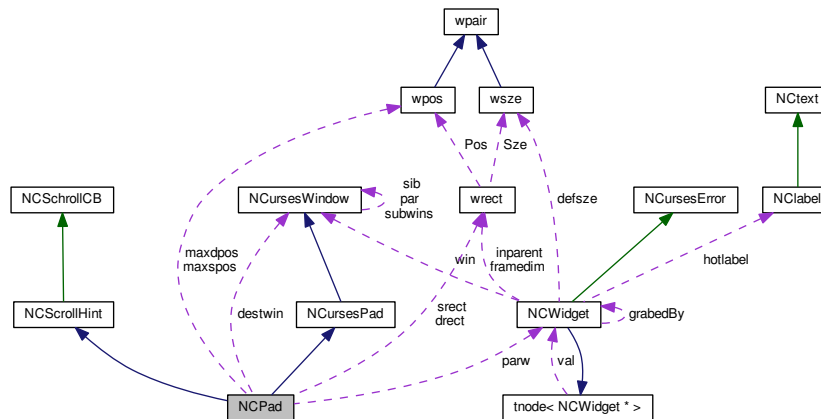 wpair
wpos
wsze
NCtext
Pos
Sze
NCSchrollCB
NCursesWindow
sib
par
subwins
wrect
defsze
NCursesError
NClabel
maxdpos
maxspos
win
inparent
framedim
hotlabel
NCScrollHint
destwin
NCursesPad
srect
drect
NCWidget
grabedBy
parw
val
NCPad
tnode< NCWidget * >